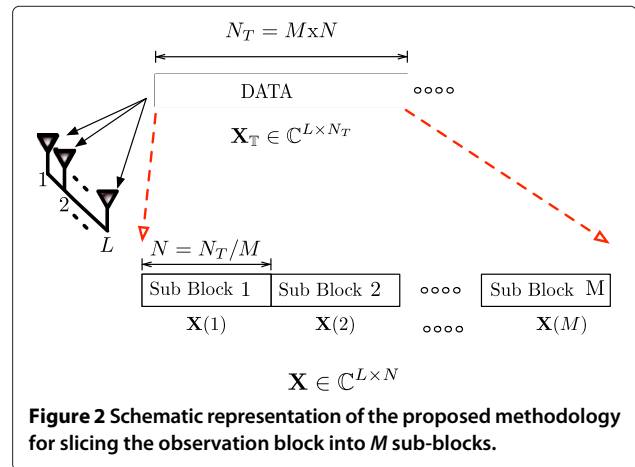 N_T = MxN
DATA
X_𝕋 ∈ ℂ^{L×N_T}
1
2
L
N = N_T/M
Sub Block 1 Sub Block 2 Sub Block M
X(1) X(2) X(M)
X ∈ ℂ^{L×N}
Figure 2 Schematic representation of the proposed methodology
for slicing the observation block into M sub-blocks.